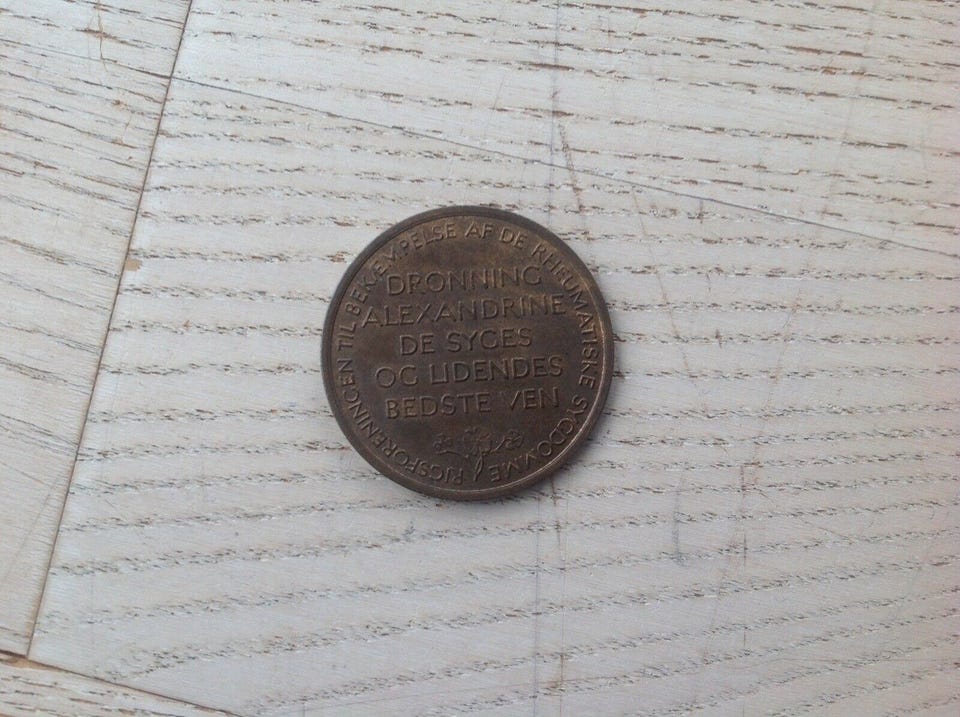 RIGSFORENINGEN TIL BEKÆMPELSE AF DE RHEUMATISKE SYGDOMME
DRONNING
ALEXANDRINE
DE SYGES
OG LIDENDES
BEDSTE VEN